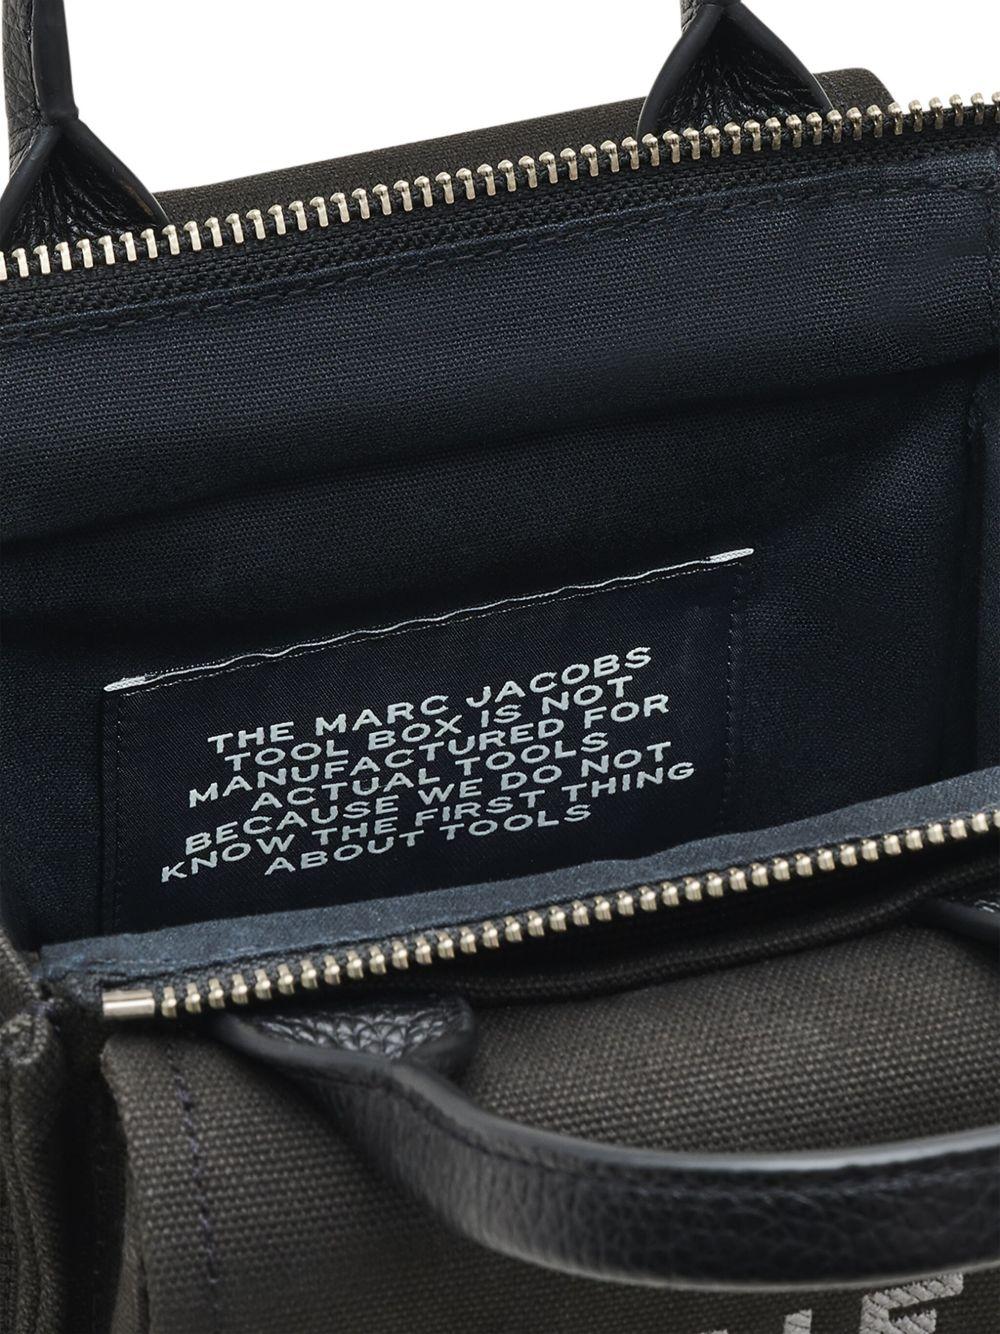 THE MARC JACOBS
TOOL BOX IS NOT
MANUFACTURED FOR
ACTUAL TOOLS
BECAUSE WE DO NOT
KNOW THE FIRST THING
ABOUT TOOLS